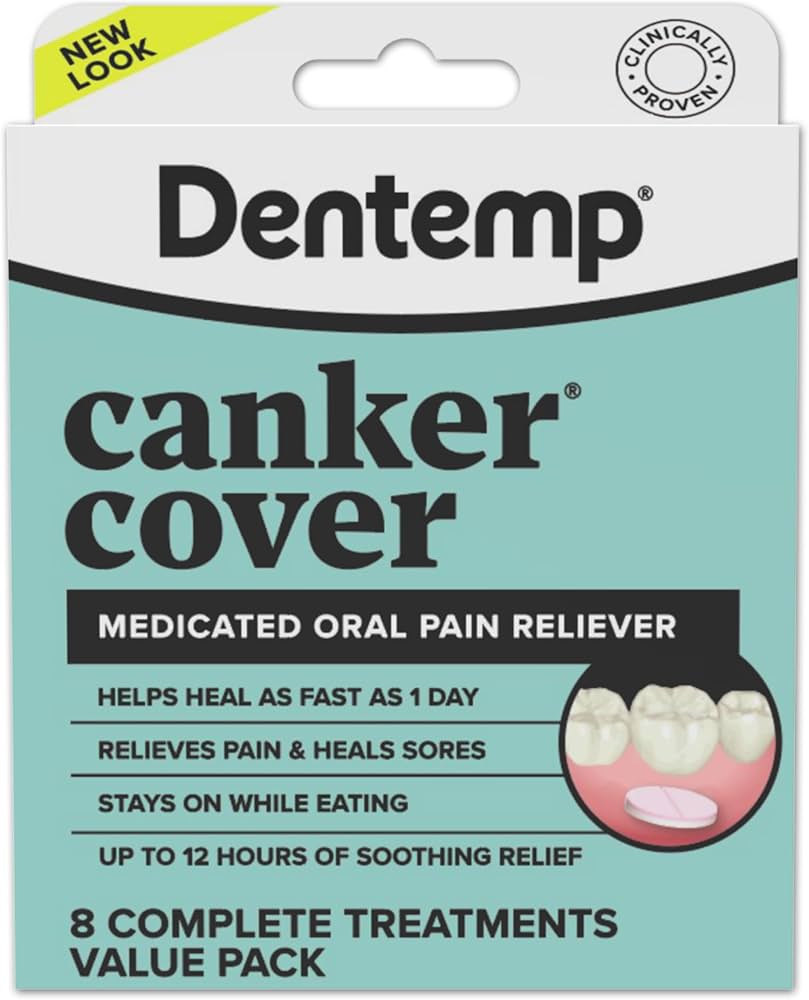 NEW
LOOK
CLINICALLY
PROVEN
Dentemp®
canker®
cover
MEDICATED ORAL PAIN RELIEVER
HELPS HEAL AS FAST AS 1 DAY
RELIEVES PAIN & HEALS SORES
STAYS ON WHILE EATING
UP TO 12 HOURS OF SOOTHING RELIEF
8 COMPLETE TREATMENTS
VALUE PACK